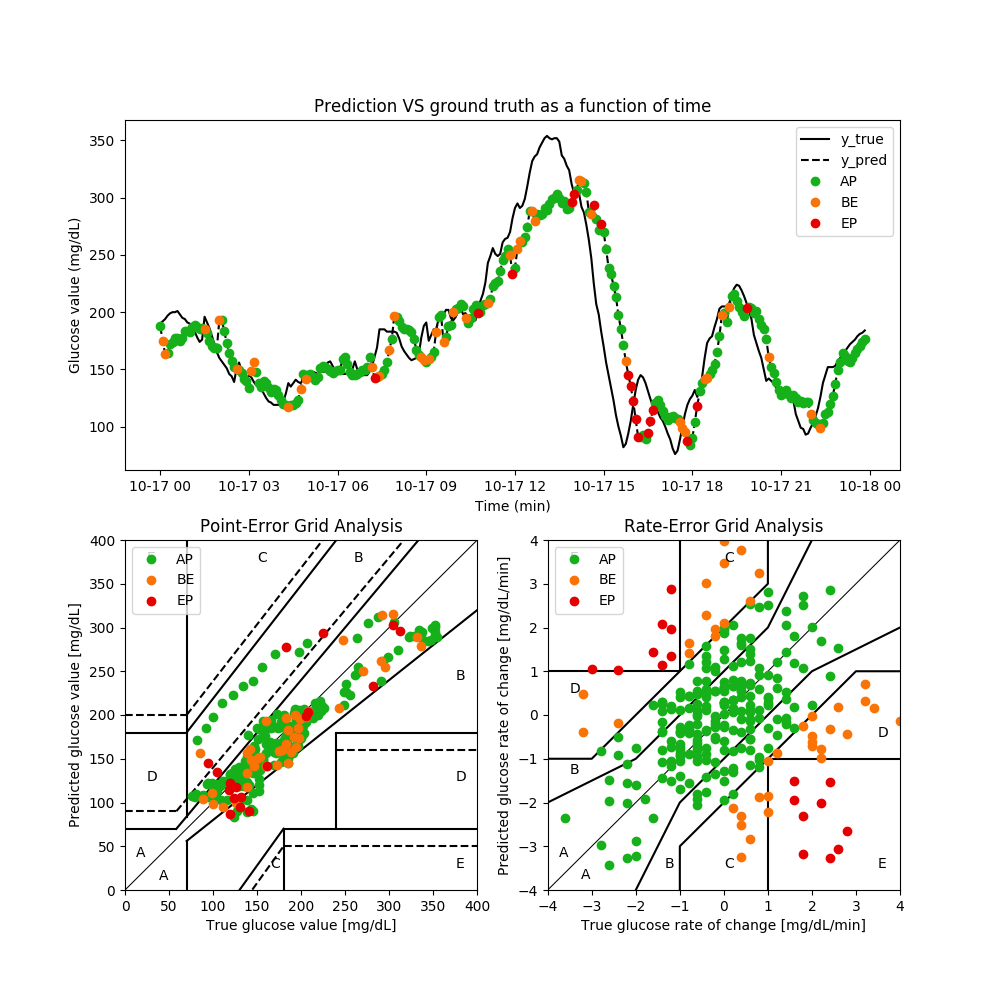 Prediction VS ground truth as a function of time
350
300
250
200
150
100
Glucose value (mg/dL)
y_true
y_pred
AP
BE
EP
10-17 00 10-17 03 10-17 06 10-17 09 10-17 12 10-17 15 10-17 18 10-17 21 10-18 00
Time (min)
Point-Error Grid Analysis
400
350
300
250
200
150
100
50
0
Predicted glucose value [mg/dL]
AP
BE
EP
C
B
B
D
D
A
A
C
E
0 50 100 150 200 250 300 350 400
True glucose value [mg/dL]
Rate-Error Grid Analysis
4
3
2
1
0
−1
−2
−3
−4
Predicted glucose rate of change [mg/dL/min]
AP
BE
EP
C
D
D
B
A
A
B
C
E
−4 −3 −2 −1 0 1 2 3 4
True glucose rate of change [mg/dL/min]